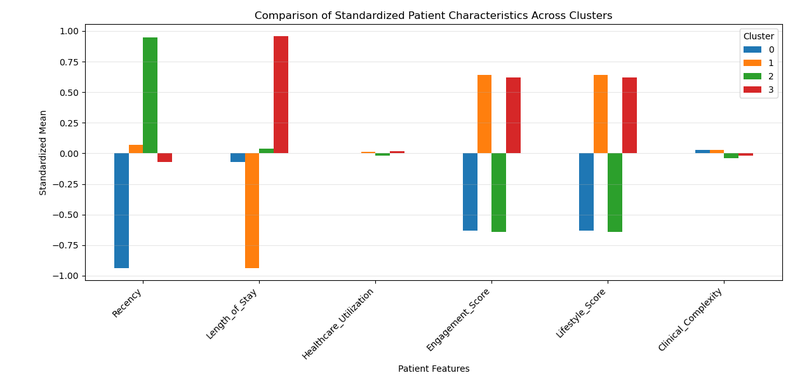 Comparison of Standardized Patient Characteristics Across Clusters
Cluster
0
1
2
3
1.00
0.75
0.50
0.25
0.00
−0.25
−0.50
−0.75
−1.00
Standardized Mean
Recency
Length_of_Stay
Healthcare_Utilization
Engagement_Score
Lifestyle_Score
Clinical_Complexity
Patient Features